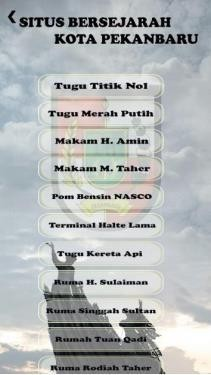 SITUS BERSEJARAH
KOTA PEKANBARU
Tugu Titik Nol
Tugu Merah Putih
Makam H. Amin
Makam M. Taher
Pom Bensin NASCO
Terminal Halte Lama
Tugu Kereta Api
Ruma H. Sulaiman
Ruma Singgah Sultan
Rumah Tuan Qadi
Ruma Rodiah Taher